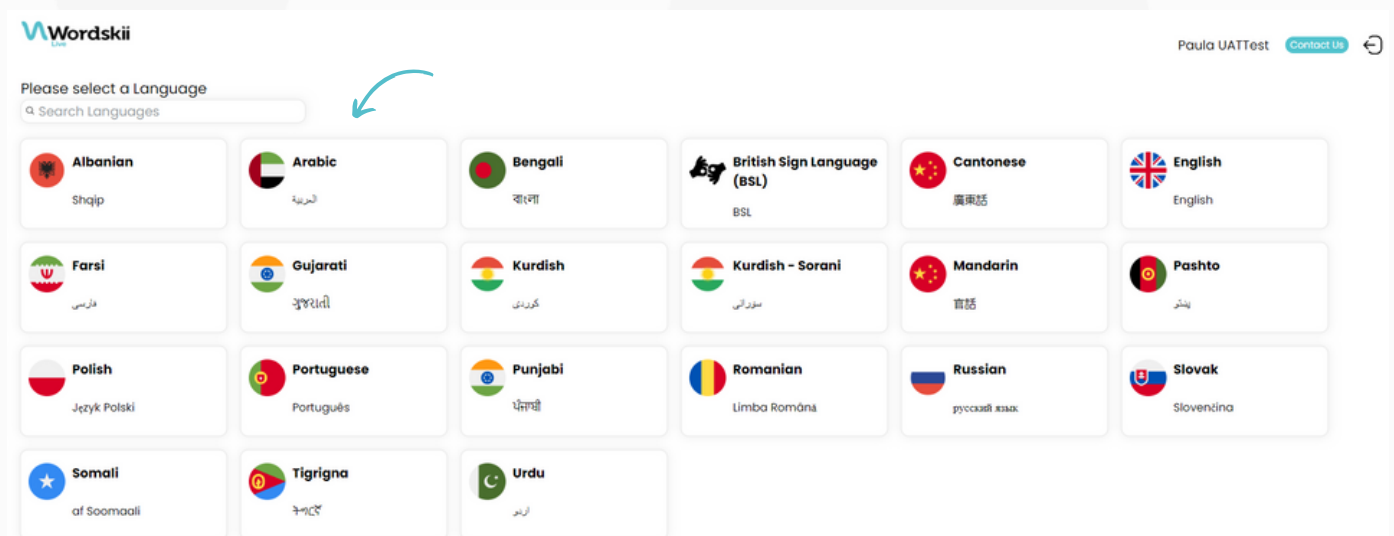 Wordskii
Live
Paula UATTest
Contact Us
Please select a Language
Search Languages
Albanian
Shqip
Arabic
العربية
Bengali
বাংলা
British Sign Language
(BSL)
BSL
Cantonese
廣東話
English
English
Farsi
فارسی
Gujarati
ગુજરાતી
Kurdish
کوردی
Kurdish - Sorani
سۆرانی
Mandarin
官話
Pashto
پښتو
Polish
Język Polski
Portuguese
Português
Punjabi
ਪੰਜਾਬੀ
Romanian
Limba Română
Russian
русский язык
Slovak
Slovenčina
Somali
af Soomaali
Tigrigna
ትግርኛ
Urdu
اردو